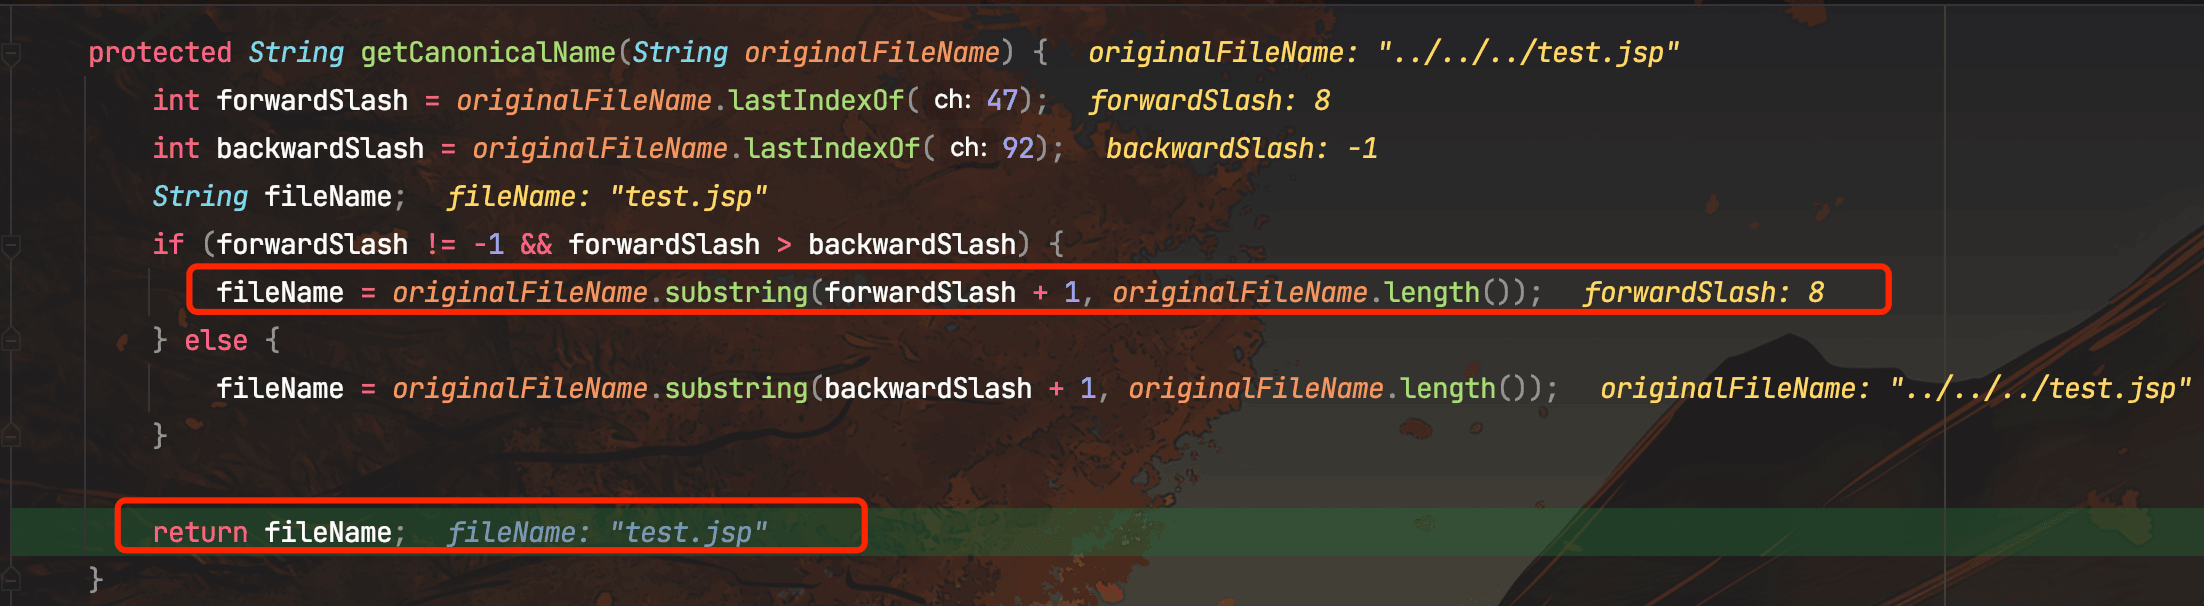 protected String getCanonicalName(String originalFileName) {   originalFileName: "../../../test.jsp"
    int forwardSlash = originalFileName.lastIndexOf( ch: 47);   forwardSlash: 8
    int backwardSlash = originalFileName.lastIndexOf( ch: 92);   backwardSlash: -1
    String fileName;   fileName: "test.jsp"
    if (forwardSlash != -1 && forwardSlash > backwardSlash) {
        fileName = originalFileName.substring(forwardSlash + 1, originalFileName.length());   forwardSlash: 8
    } else {
        fileName = originalFileName.substring(backwardSlash + 1, originalFileName.length());   originalFileName: "../../../test.jsp"
    }
    return fileName;   fileName: "test.jsp"
}